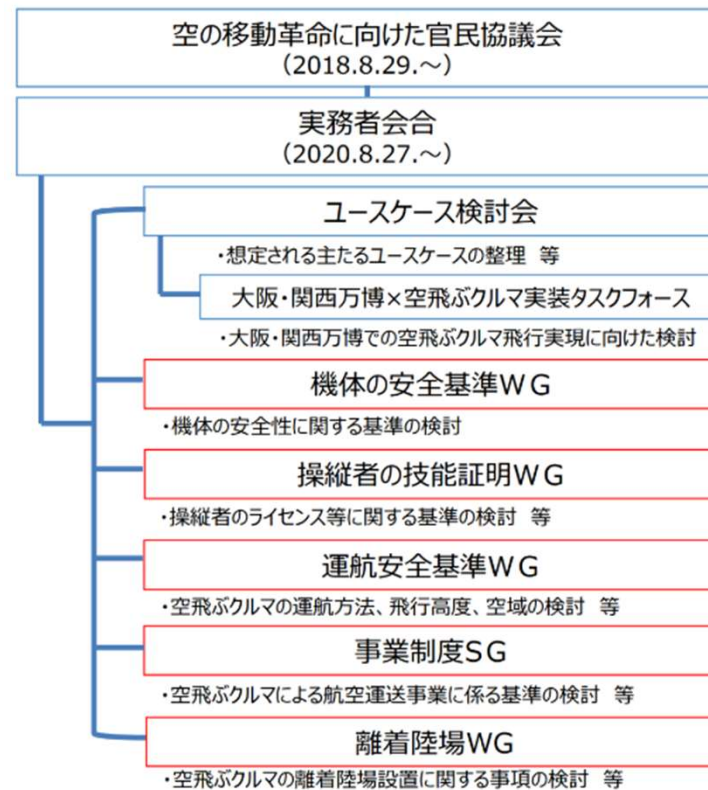 空の移動革命に向けた官民協議会
（2018.8.29.～）
実務者会合
（2020.8.27.～）
ユースケース検討会
・想定される主たるユースケースの整理 等
大阪・関西万博×空飛ぶクルマ実装タスクフォース
・大阪・関西万博での空飛ぶクルマ飛行実現に向けた検討
機体の安全基準ＷＧ
・機体の安全性に関する基準の検討
操縦者の技能証明ＷＧ
・操縦者のライセンス等に関する基準の検討 等
運航安全基準ＷＧ
・空飛ぶクルマの運航方法、飛行高度、空域の検討 等
事業制度SＧ
・空飛ぶクルマによる航空運送事業に係る基準の検討 等
離着陸場WG
・空飛ぶクルマの離着陸場設置に関する事項の検討 等